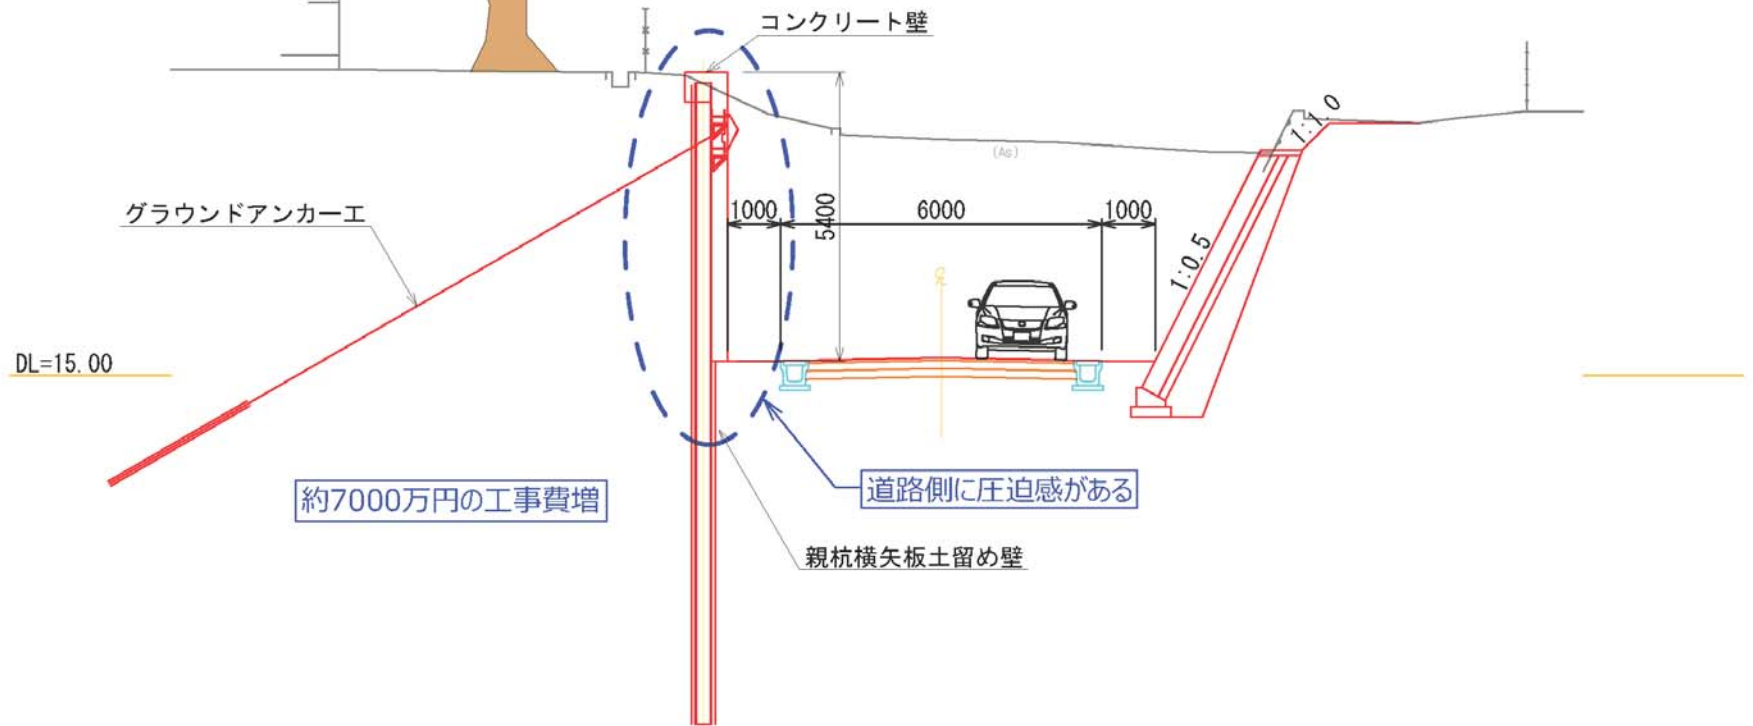 コンクリート壁
1:1.0
(As)
グラウンドアンカー工
1000
5400
6000
1000
1:0.5
DL=15.00
約7000万円の工事費増
道路側に圧迫感がある
親杭横矢板土留め壁